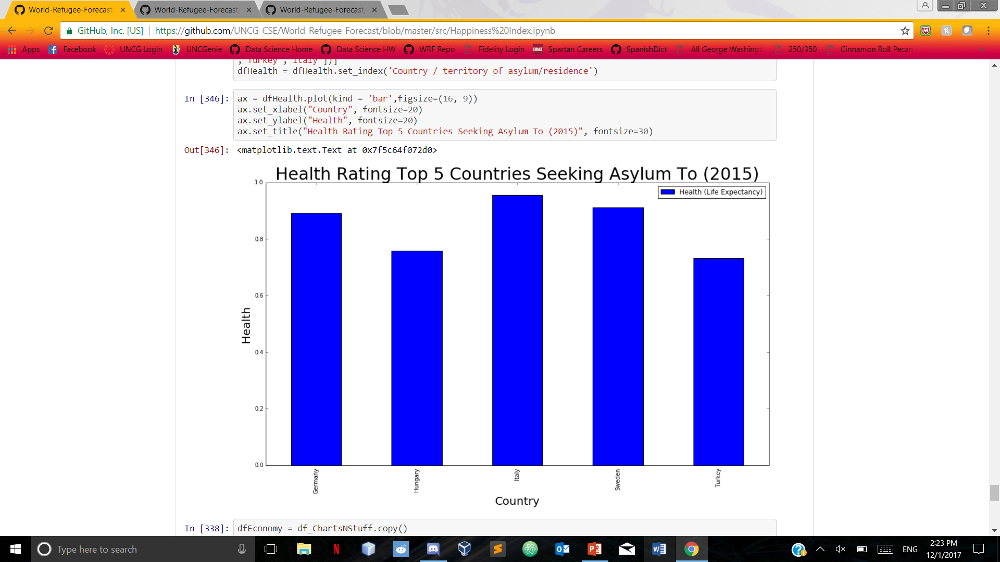 World-Refugee-Forecast
World-Refugee-Forecast
World-Refugee-Forecast
GitHub, Inc. [US]
https://github.com/UNCG-CSE/World-Refugee-Forecast/blob/master/src/Happiness%20Index.ipynb
Apps Facebook UNCG Login UNCGenie Data Science Home Data Science HW WRF Repo Fidelity Login Spartan Careers SpanishDict All George Washingt 250/350 Cinnamon Roll Pecan
,'Turkey','Italy'])]
dfHealth = dfHealth.set_index('Country / territory of asylum/residence')
In [346]: ax = dfHealth.plot(kind = 'bar',figsize=(16, 9))
ax.set_xlabel("Country", fontsize=20)
ax.set_ylabel("Health", fontsize=20)
ax.set_title("Health Rating Top 5 Countries Seeking Asylum To (2015)", fontsize=30)
Out[346]: <matplotlib.text.Text at 0x7f5c64f072d0>
Health Rating Top 5 Countries Seeking Asylum To (2015)
Health (Life Expectancy)
1.0
0.8
0.6
0.4
0.2
0.0
Health
Germany
Hungary
Italy
Sweden
Turkey
Country
In [338]: dfEconomy = df_ChartsNStuff.copy()
Type here to search
ENG
2:23 PM
12/1/2017